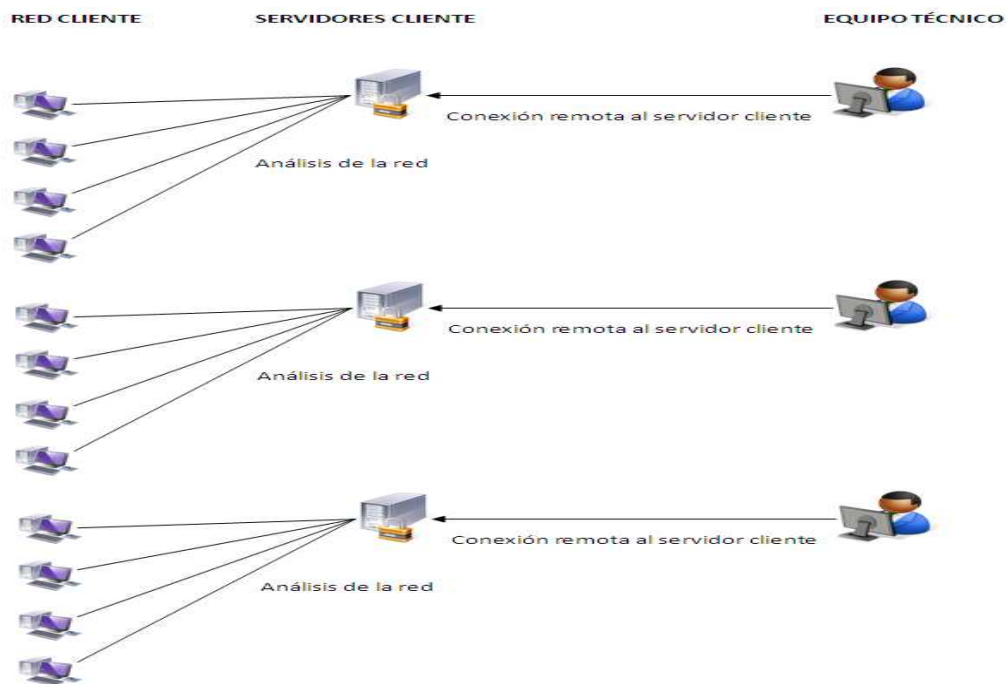 RED CLIENTE
SERVIDORES CLIENTE
EQUIPO TÉCNICO
Conexión remota al servidor cliente
Análisis de la red
Conexión remota al servidor cliente
Análisis de la red
Conexión remota al servidor cliente
Análisis de la red